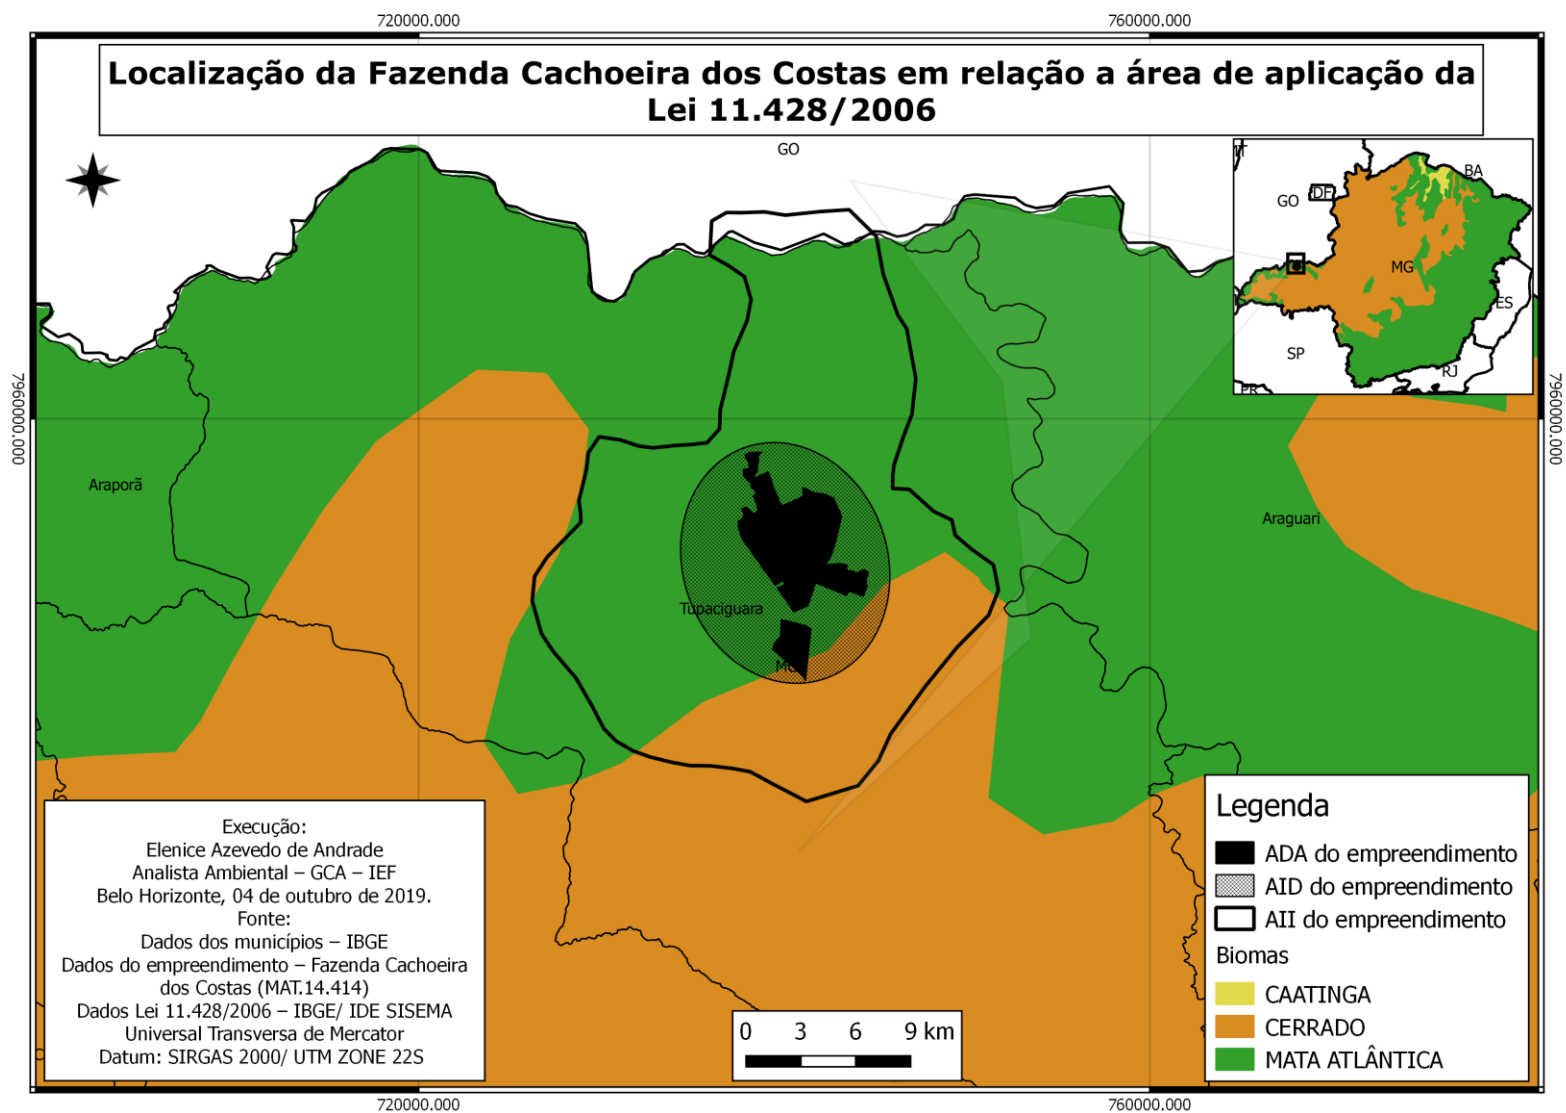 720000.000
760000.000
Localização da Fazenda Cachoeira dos Costas em relação a área de aplicação da
Lei 11.428/2006
GO
BA
DF
GO
MG
ES
SP
RJ
PR
7960000.000
7960000.000
Araporã
Araguari
Tupaciguara
MG
Execução:
Elenice Azevedo de Andrade
Analista Ambiental – GCA – IEF
Belo Horizonte, 04 de outubro de 2019.
Fonte:
Dados dos municípios – IBGE
Dados do empreendimento – Fazenda Cachoeira
dos Costas (MAT.14.414)
Dados Lei 11.428/2006 – IBGE/ IDE SISEMA
Universal Transversa de Mercator
Datum: SIRGAS 2000/ UTM ZONE 22S
0 3 6 9 km
Legenda
ADA do empreendimento
AID do empreendimento
AII do empreendimento
Biomas
CAATINGA
CERRADO
MATA ATLÂNTICA
720000.000
760000.000